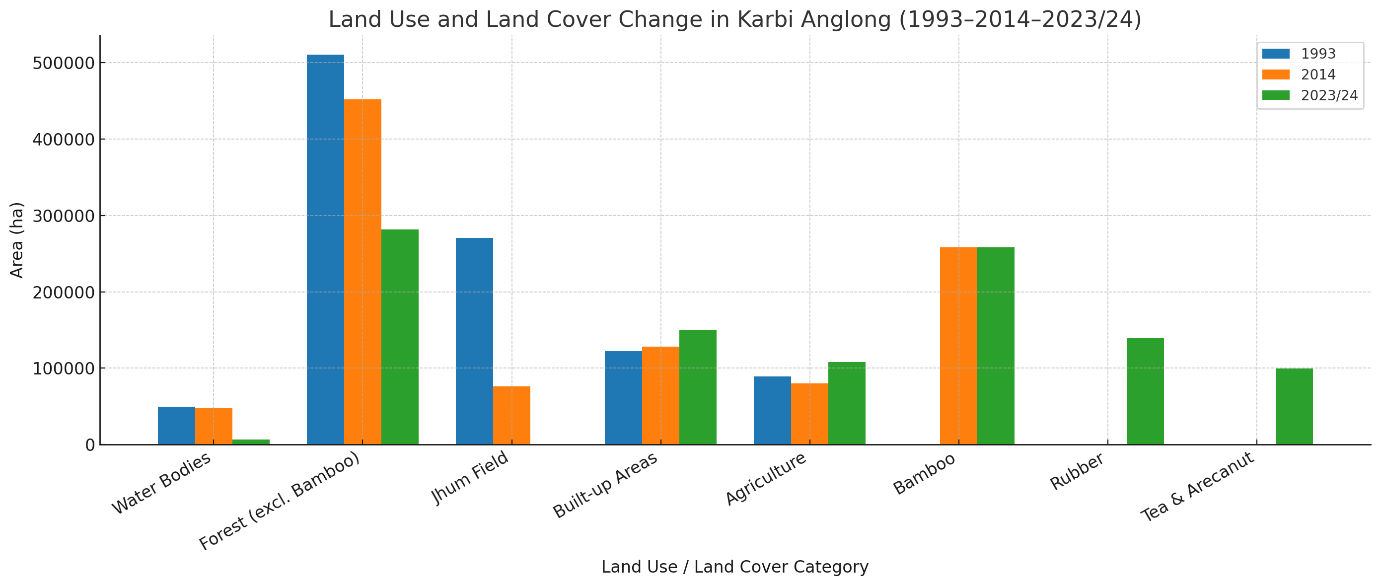 Land Use and Land Cover Change in Karbi Anglong (1993–2014–2023/24)
1993
2014
2023/24
Area (ha)
500000
400000
300000
200000
100000
0
Water Bodies
Forest (excl. Bamboo)
Jhum Field
Built-up Areas
Agriculture
Bamboo
Rubber
Tea & Arecanut
Land Use / Land Cover Category